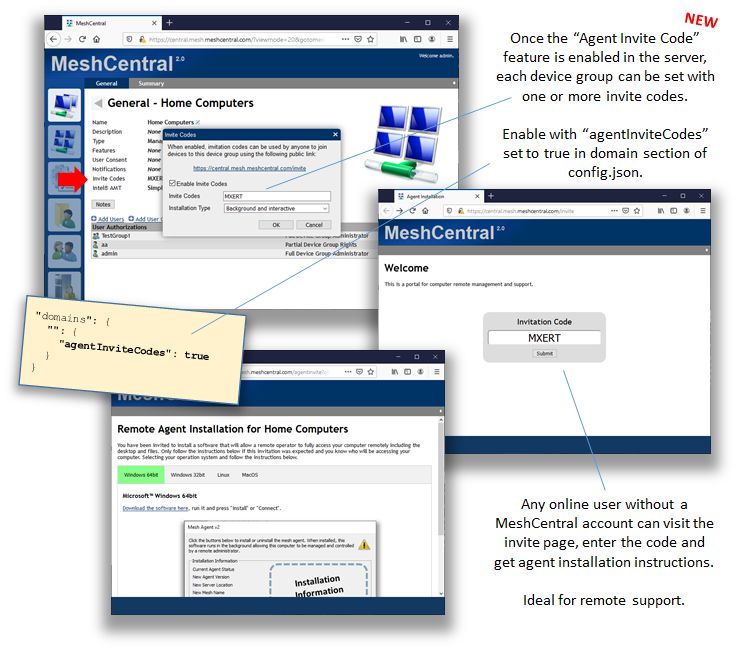 NEW
Once the “Agent Invite Code”
feature is enabled in the server,
each device group can be set with
one or more invite codes.
Enable with “agentInviteCodes”
set to true in domain section of
config.json.
MeshCentral
https://central.mesh.meshcentral.com/?viewmode=20&gotome
MeshCentral 2.0
Welcome admin.
General
Summary
General - Home Computers
Name Home Computers
Description None
Type Manag
Features None
User Consent None
Notifications None
Invite Codes MXER
Intel® AMT Simpl
Notes
Add Users
Add User G
User Authorizations
TestGroup1 Full Device Group Administrator
aa Partial Device Group Rights
admin Full Device Group Administrator
Invite Codes
When enabled, invitation codes can be used by anyone to join
devices to this device group using the following public link:
https://central.mesh.meshcentral.com/invite
Enable Invite Codes
Invite Codes MXERT
Installation Type Background and interactive
OK
Cancel
"domains": {
"": {
"agentInviteCodes": true
}
}
Agent Installation
https://central.mesh.meshcentral.com/invite
MeshCentral 2.0
Welcome
This is a portal for computer remote management and support.
Invitation Code
MXERT
Submit
.meshcentral.com/agentinvite?c
MeshCentral 2.0
Remote Agent Installation for Home Computers
You have been invited to install a software that will allow a remote operator to fully access your computer remotely including the
desktop and files. Only follow the instructions below if this invitation was expected and you know who will be accessing your
computer. Selecting your operation system and follow the instructions below.
Windows 64bit
Windows 32bit
Linux
MacOS
Microsoft™ Windows 64bit
Download the software here, run it and press "Install" or "Connect".
Mesh Agent v2
Click the buttons below to install or uninstall the mesh agent. When installed, this
software runs in the background allowing this computer to be managed and controlled
by a remote administrator.
Installation Information
Current Agent Status
New Agent Version
New Server Location
New Mesh Name
Installation
Information
Any online user without a
MeshCentral account can visit the
invite page, enter the code and
get agent installation instructions.
Ideal for remote support.